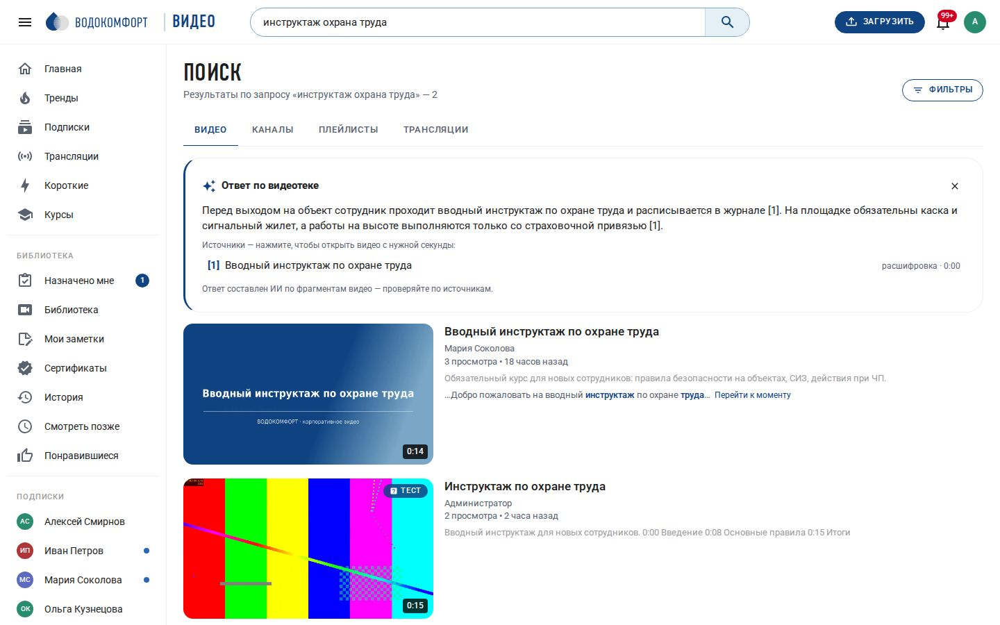 ВОДОКОМФОРТ
ВИДЕО
инструктаж охрана труда
ЗАГРУЗИТЬ
99+
A
Главная
Тренды
Подписки
Трансляции
Короткие
Курсы
БИБЛИОТЕКА
Назначено мне
1
Библиотека
Мои заметки
Сертификаты
История
Смотреть позже
Понравившиеся
ПОДПИСКИ
АС
Алексей Смирнов
ИП
Иван Петров
МС
Мария Соколова
ОК
Ольга Кузнецова
ПОИСК
Результаты по запросу «инструктаж охрана труда» — 2
ФИЛЬТРЫ
ВИДЕО
КАНАЛЫ
ПЛЕЙЛИСТЫ
ТРАНСЛЯЦИИ
Ответ по видеотеке
Перед выходом на объект сотрудник проходит вводный инструктаж по охране труда и расписывается в журнале [1]. На площадке обязательны каска и
сигнальный жилет, а работы на высоте выполняются только со страховочной привязью [1].
Источники — нажмите, чтобы открыть видео с нужной секунды:
[1] Вводный инструктаж по охране труда
расшифровка · 0:00
Ответ составлен ИИ по фрагментам видео — проверяйте по источникам.
Вводный инструктаж по охране труда
ВОДОКОМФОРТ · корпоративное видео
0:14
Вводный инструктаж по охране труда
Мария Соколова
3 просмотра • 18 часов назад
Обязательный курс для новых сотрудников: правила безопасности на объектах, СИЗ, действия при ЧП.
…Добро пожаловать на вводный инструктаж по охране труда… Перейти к моменту
ТЕСТ
0:15
Инструктаж по охране труда
Администратор
2 просмотра • 2 часа назад
Вводный инструктаж для новых сотрудников. 0:00 Введение 0:08 Основные правила 0:15 Итоги